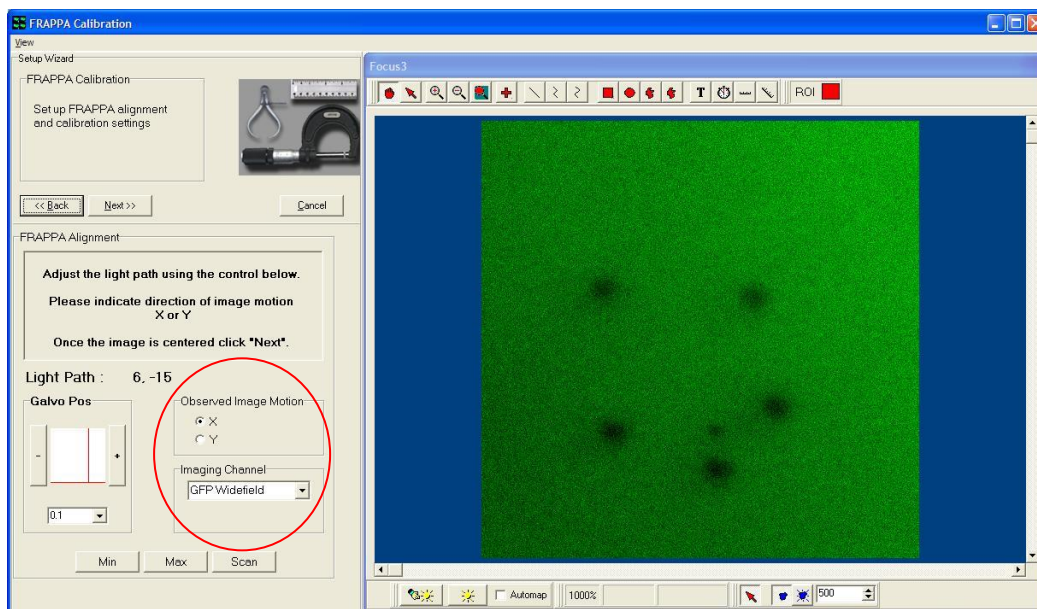 FRAPPA Calibration
View
Setup Wizard
FRAPPA Calibration
Set up FRAPPA alignment
and calibration settings
<< Back
Next >>
Cancel
FRAPPA Alignment
Adjust the light path using the control below.
Please indicate direction of image motion
X or Y
Once the image is centered click "Next".
Light Path : 6, -15
Galvo Pos
-
+
0.1
Observed Image Motion
X
Y
Imaging Channel
GFP Widefield
Min
Max
Scan
Focus3
T
ROI
Automap
1000%
500